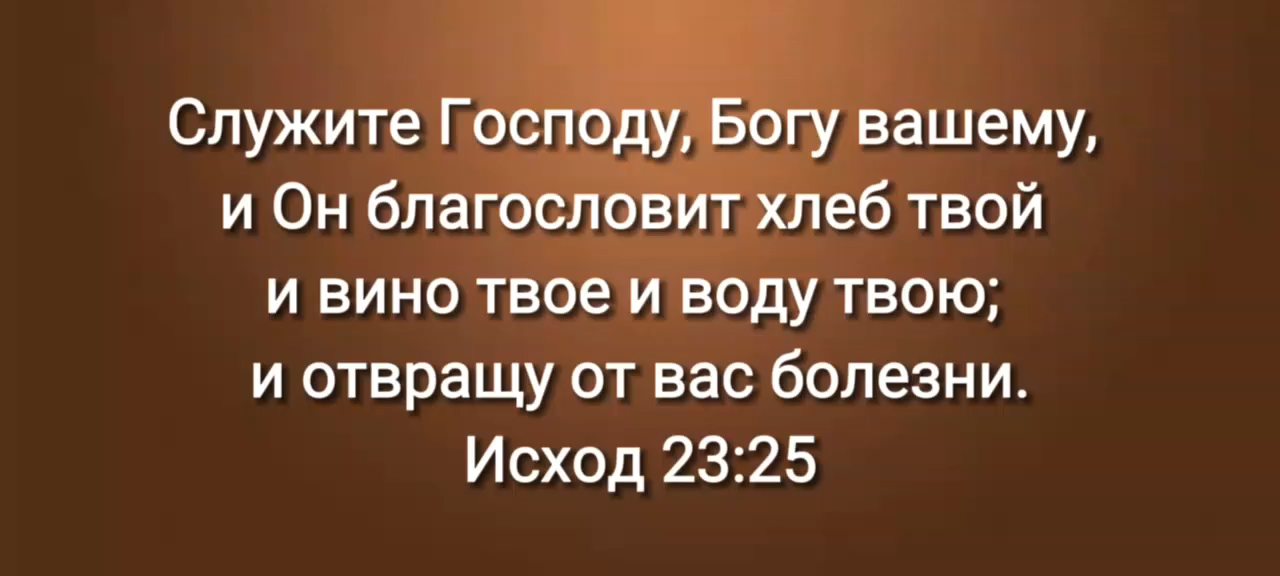 Служите Господу, Богу вашему,
и Он благословит хлеб твой
и вино твое и воду твою;
и отвращу от вас болезни.
Исход 23:25